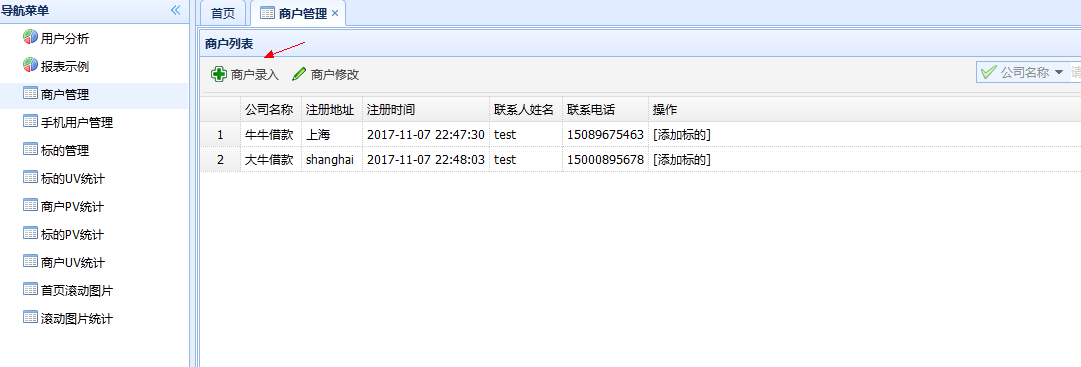 导航菜单
用户分析
报表示例
商户管理
手机用户管理
标的管理
标的UV统计
商户PV统计
标的PV统计
商户UV统计
首页滚动图片
滚动图片统计
首页 商户管理
商户列表
商户录入 商户修改 公司名称 请
公司名称 注册地址 注册时间 联系人姓名 联系电话 操作
1 牛牛借款 上海 2017-11-07 22:47:30 test 15089675463 [添加标的]
2 大牛借款 shanghai 2017-11-07 22:48:03 test 15000895678 [添加标的]